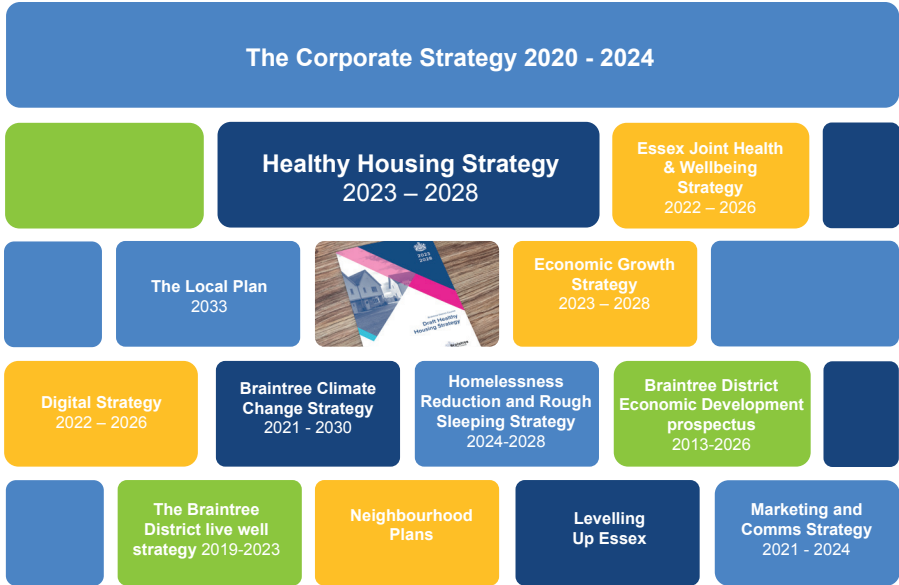 The Corporate Strategy 2020 - 2024
Healthy Housing Strategy
2023 – 2028
Essex Joint Health
& Wellbeing
Strategy
2022 – 2026
The Local Plan
2033
2023
2028
Draft Healthy
Housing Strategy
Braintree
Economic Growth
Strategy
2023 – 2028
Digital Strategy
2022 – 2026
Braintree Climate
Change Strategy
2021 - 2030
Homelessness
Reduction and Rough
Sleeping Strategy
2024-2028
Braintree District
Economic Development
prospectus
2013-2026
The Braintree
District live well
strategy 2019-2023
Neighbourhood
Plans
Levelling
Up Essex
Marketing and
Comms Strategy
2021 - 2024